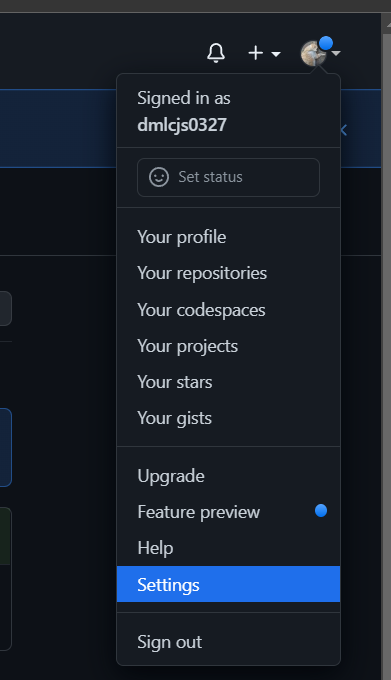 Signed in as
dmlcjs0327
Set status
Your profile
Your repositories
Your codespaces
Your projects
Your stars
Your gists
Upgrade
Feature preview
Help
Settings
Sign out